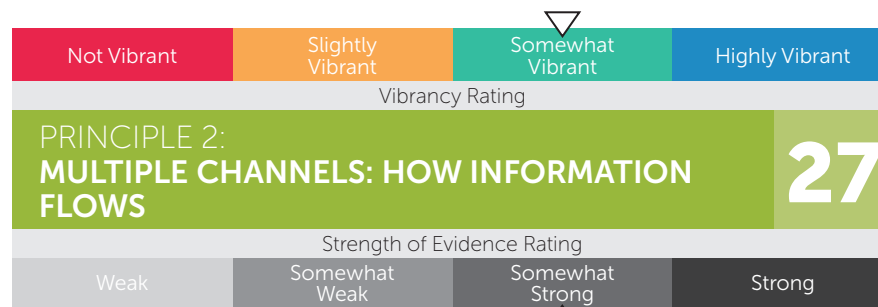 Not Vibrant
Slightly
Vibrant
Somewhat
Vibrant
Highly Vibrant
Vibrancy Rating
PRINCIPLE 2:
MULTIPLE CHANNELS: HOW INFORMATION
FLOWS
27
Strength of Evidence Rating
Weak
Somewhat
Weak
Somewhat
Strong
Strong